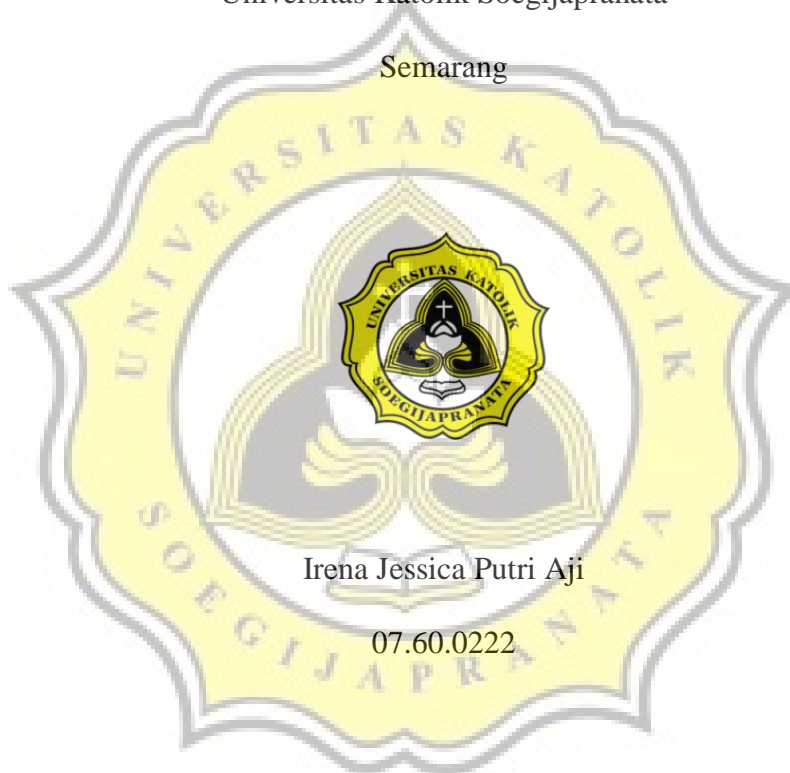 Universitas Katolik Soegijapranata
Semarang
UNIVERSITAS KATOLIK
SOEGIJAPRANATA
UNIVERSITAS KATOLIK
SOEGIJAPRANATA
Irena Jessica Putri Aji
07.60.0222